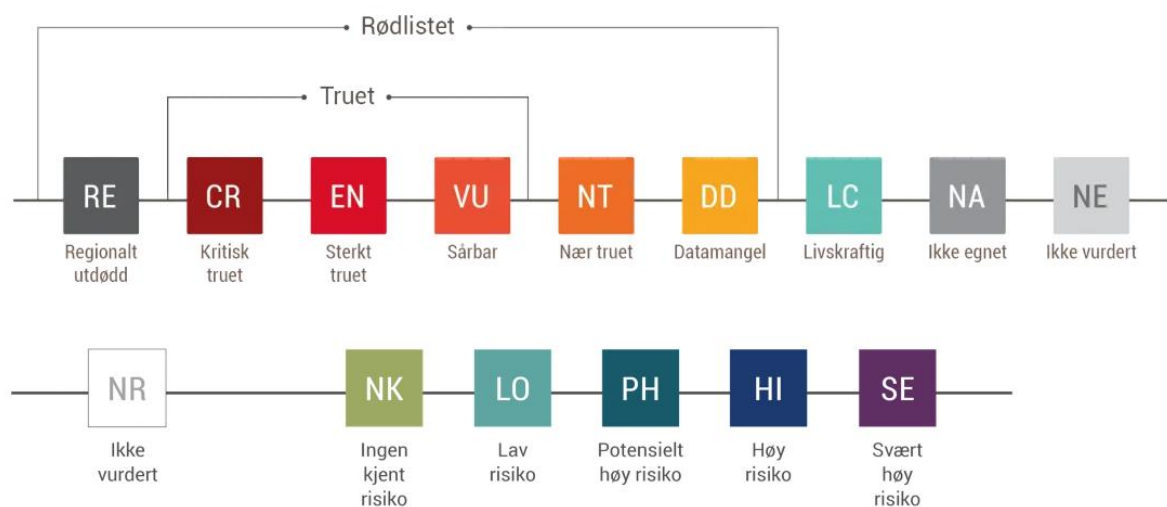 Rødlistet
Truet
RE CR EN VU NT DD LC NA NE
Regionalt Kritisk Sterkt Sårbar Nær truet Datamangel Livskraftig Ikke egnet Ikke vurdert
utdødd truet truet
NR NK LO PH HI SE
Ikke Ingen Lav Potensielt Høy Svært
vurdert kjent risiko høy risiko risiko høy
risiko risiko